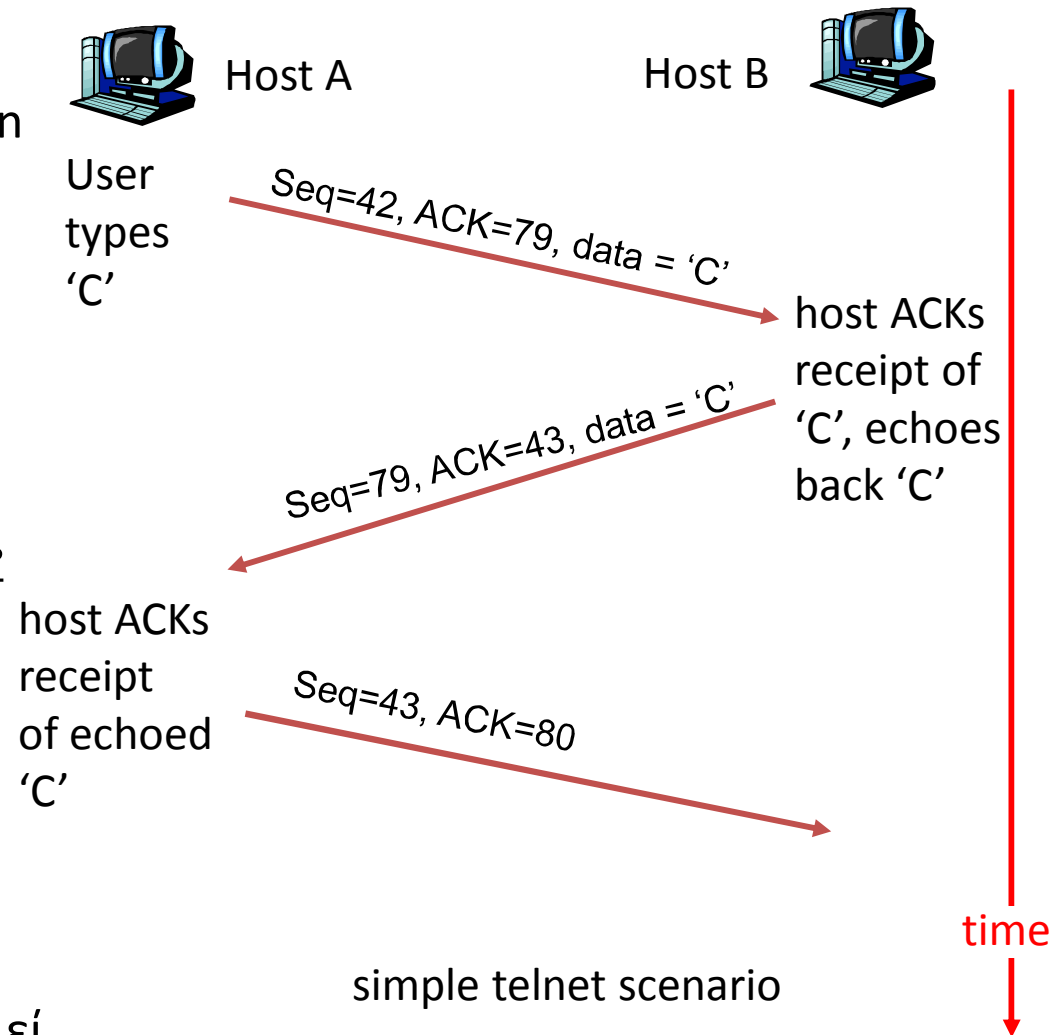 Host A
Host B
n
User
types
‘C’
Seq=42, ACK=79, data = ‘C’
host ACKs
receipt of
‘C’, echoes
back ‘C’
Seq=79, ACK=43, data = ‘C’
host ACKs
receipt
of echoed
‘C’
Seq=43, ACK=80
time
simple telnet scenario
εί